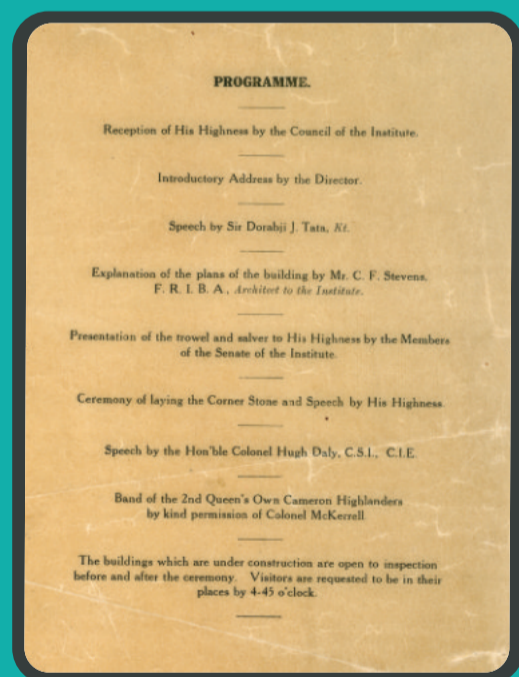 PROGRAMME.
Reception of His Highness by the Council of the Institute.
Introductory Address by the Director.
Speech by Sir Dorabji J. Tata, Kt.
Explanation of the plans of the building by Mr. C. F. Stevens,
F. R. I. B. A., Architect to the Institute.
Presentation of the trowel and salver to His Highness by the Members
of the Senate of the Institute.
Ceremony of laying the Corner Stone and Speech by His Highness.
Speech by the Hon'ble Colonel Hugh Daly, C.S.I., C.I.E.
Band of the 2nd Queen's Own Cameron Highlanders
by kind permission of Colonel McKerrell.
The buildings which are under construction are open to inspection
before and after the ceremony. Visitors are requested to be in their
places by 4-45 o'clock.